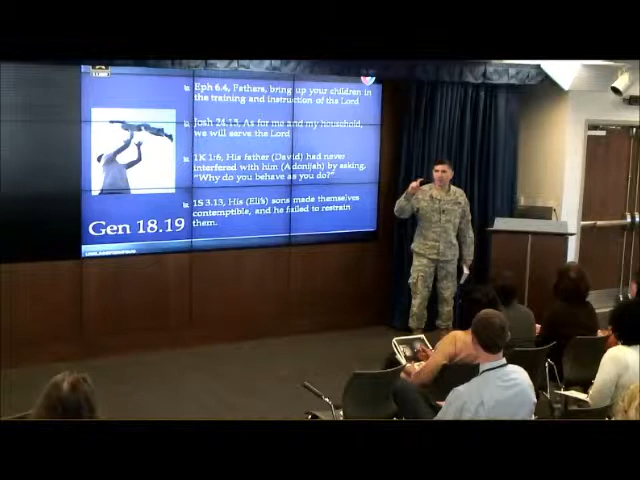 Eph 6.4, Fathers, bring up your children in
the training and instruction of the Lord
Josh 24.15, As for me and my household,
we will serve the Lord
1K 1:6, His father (David) had never
interfered with him (Adonijah) by asking,
"Why do you behave as you do?"
1S 3.13, His (Eli's) sons made themselves
contemptible, and he failed to restrain
them.
Gen 18.19